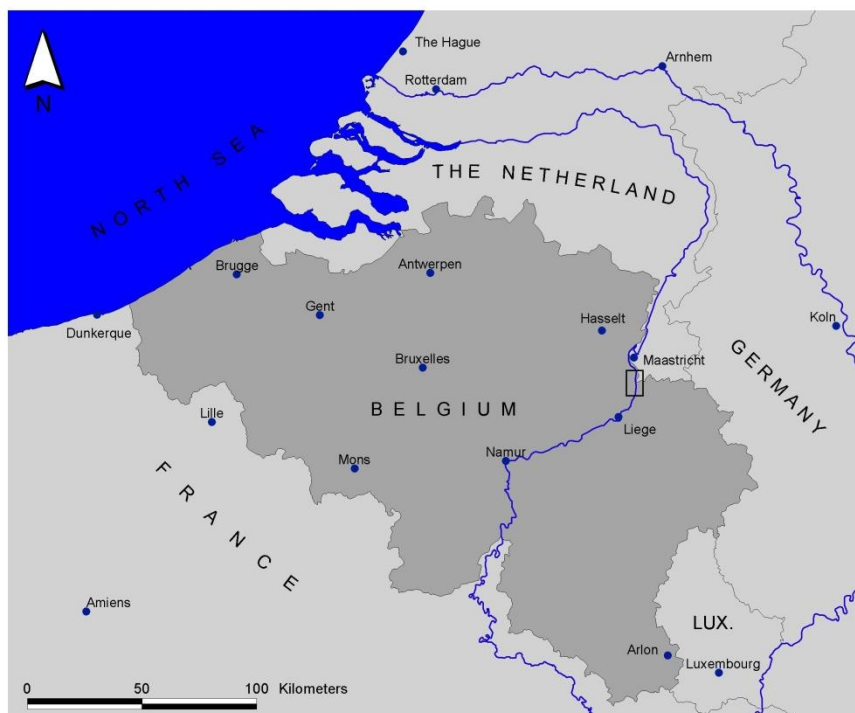 The Hague
Arnhem
Rotterdam
N
NORTH SEA
THE NETHERLAND
Brugge
Antwerpen
Gent
Hasselt
Koln
Dunkerque
Bruxelles
Maastricht
GERMANY
BELGIUM
Lille
Liege
Mons
Namur
FRANCE
Amiens
LUX.
Arlon
Luxembourg
0 50 100 Kilometers